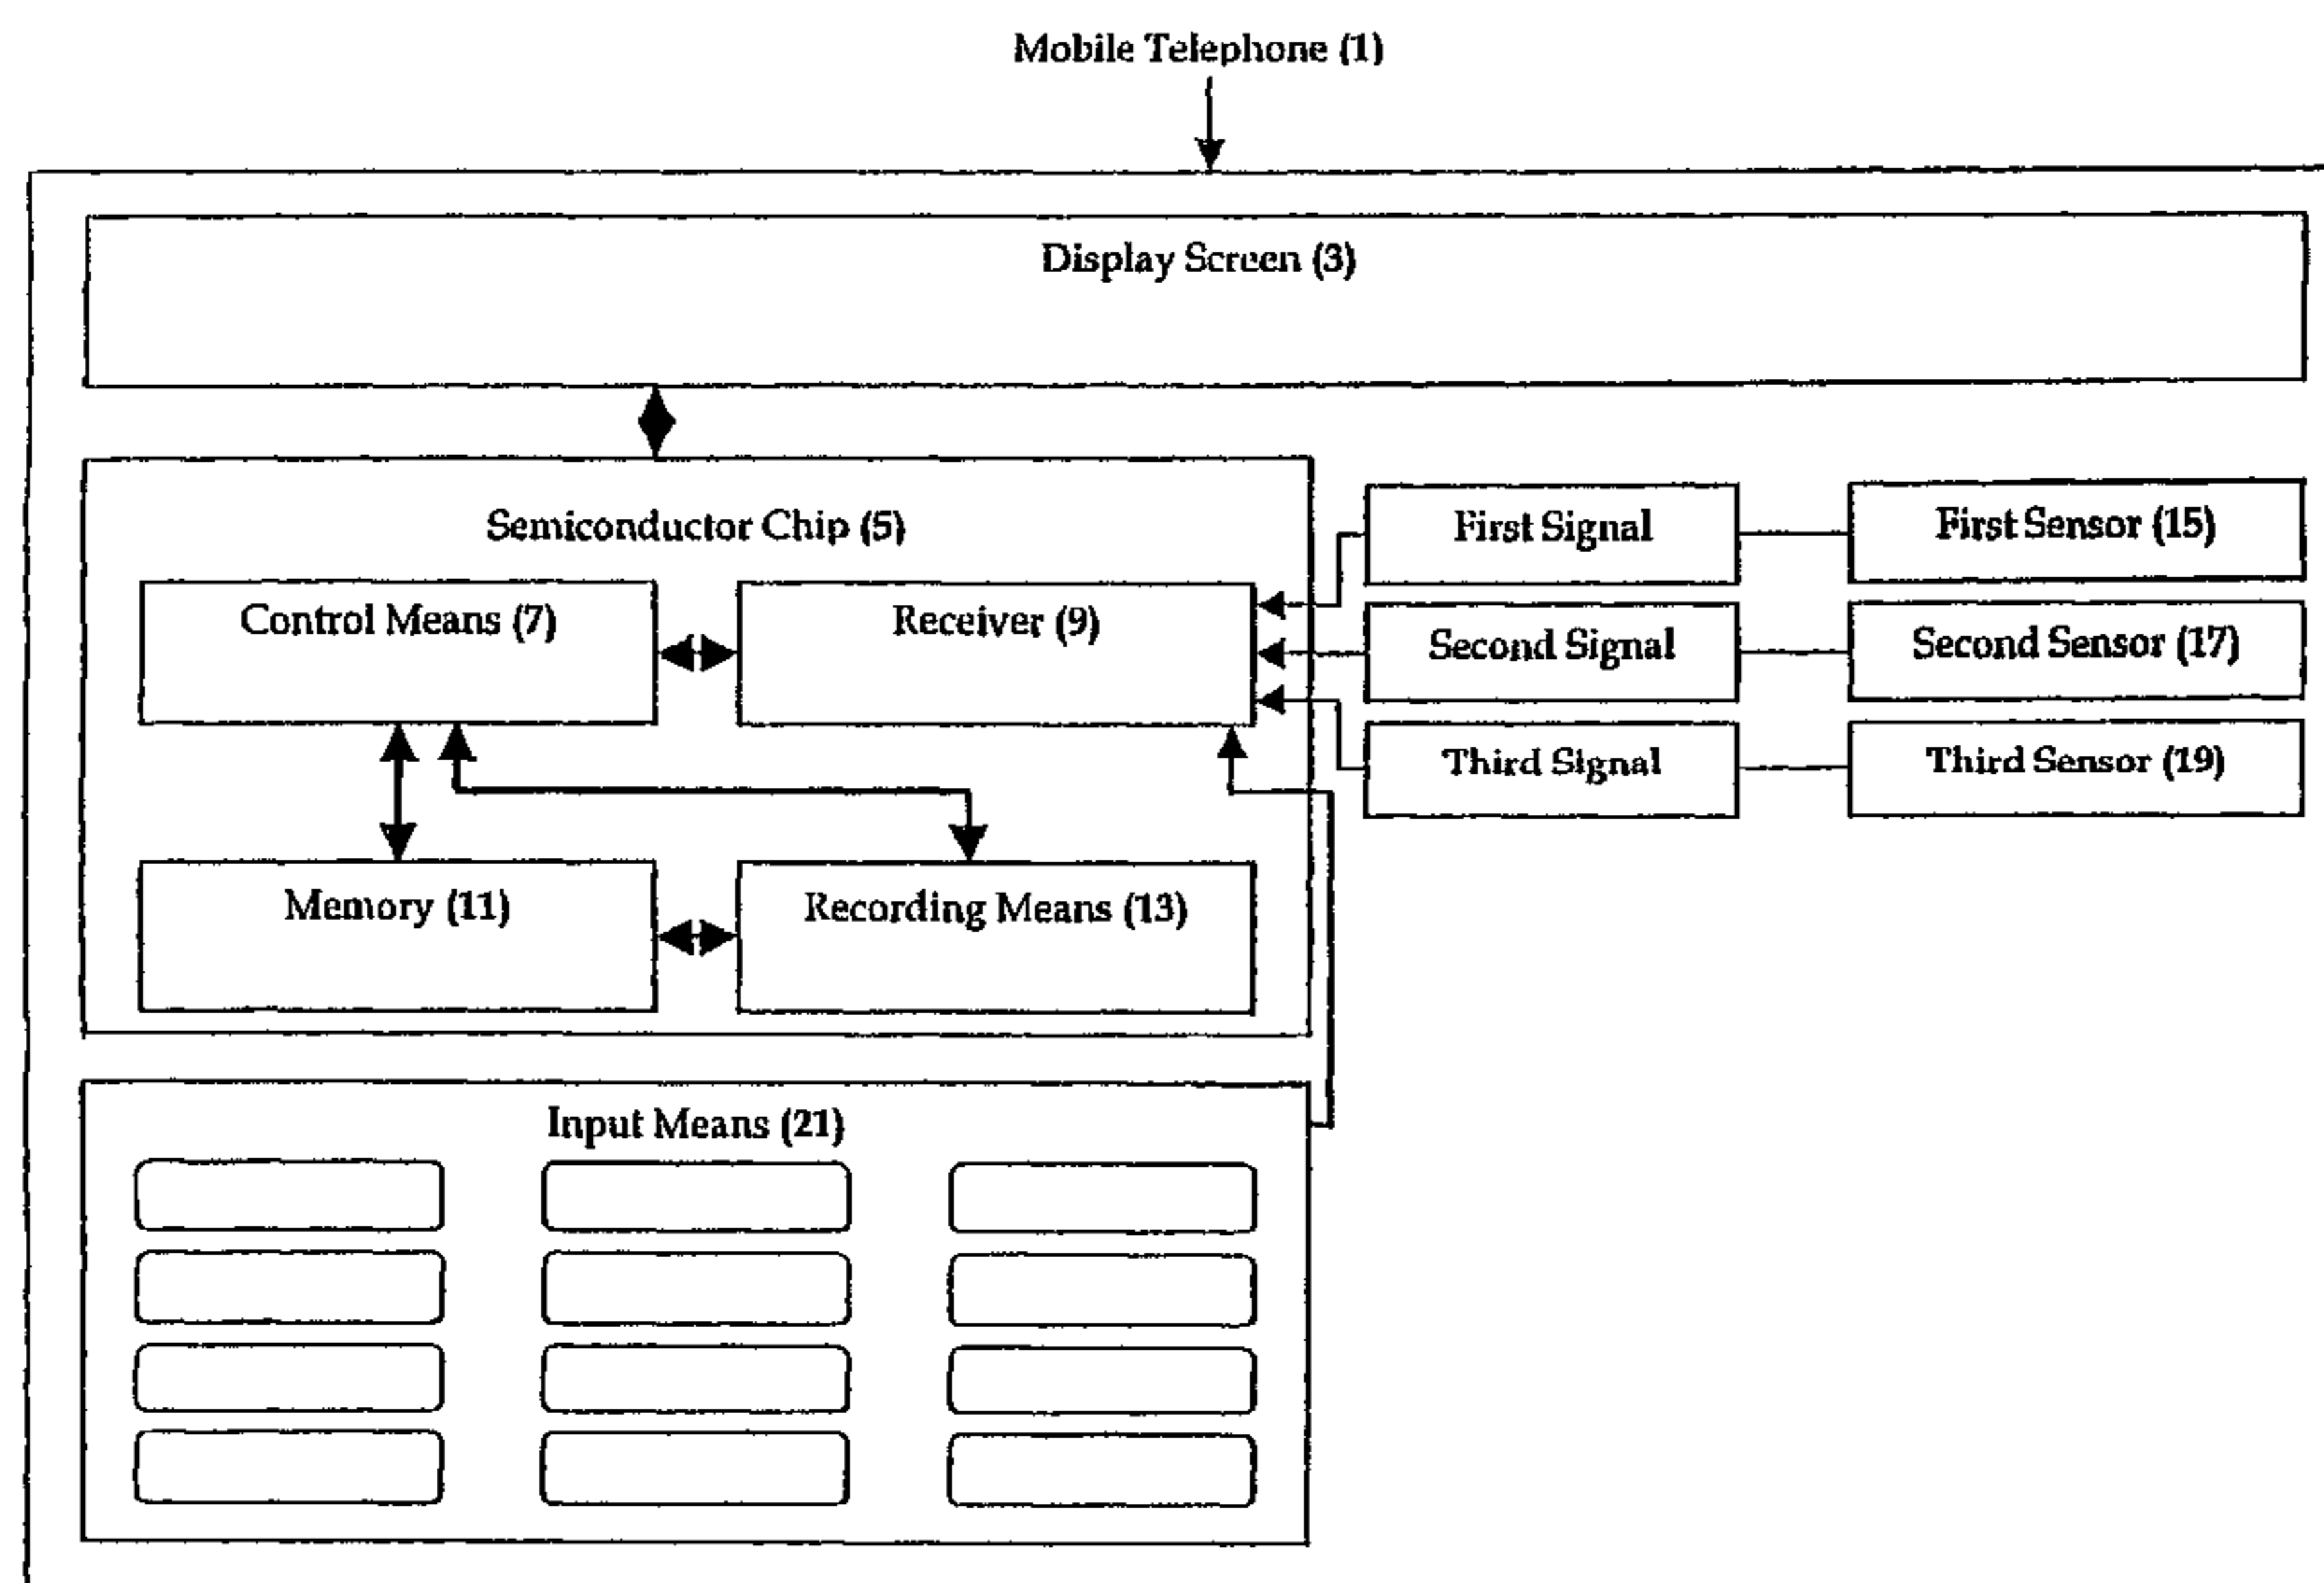 Mobile Telephone (1)
Display Screen (3)
Semiconductor Chip (5)
First Signal
First Sensor (15)
Control Means (7)
Receiver (9)
Second Signal
Second Sensor (17)
Third Signal
Third Sensor (19)
Memory (11)
Recording Means (13)
Input Means (21)